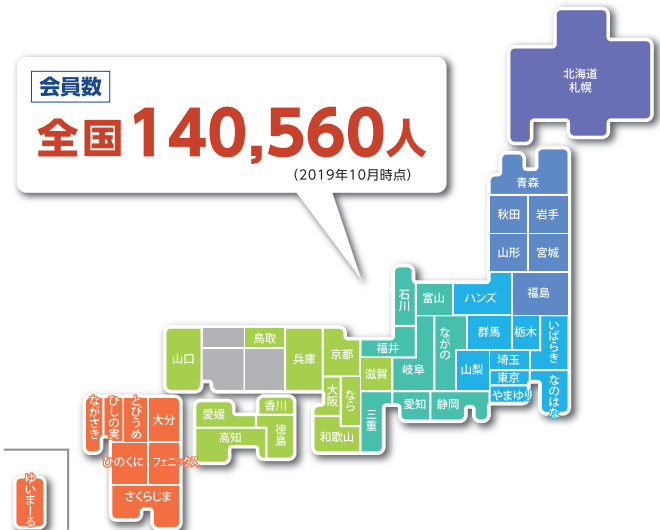 会員数
全国140,560人
（2019年10月時点）
北海道
札幌
青森
秋田
岩手
山形
宮城
福島
石川
富山
ハンズ
群馬
栃木
いばらき
福井
岐阜
ながの
山梨
埼玉
東京
やまゆり
なのはな
滋賀
三重
愛知
静岡
山口
鳥取
兵庫
京都
大阪
なら
和歌山
愛媛
香川
高知
徳島
ながさき
ひしの実
とびうめ
大分
ひのくに
フェニックス
さくらじま
ゆいまーる